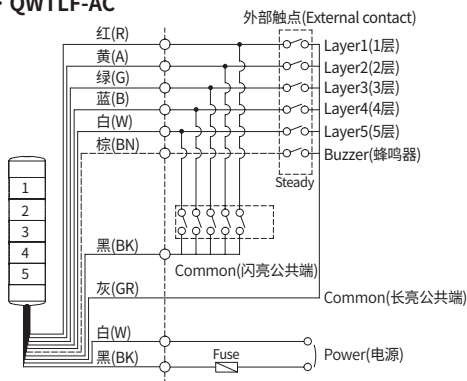 QWTLF-AC
外部触点(External contact)
红(R)
Layer1(1层)
黄(A)
Layer2(2层)
绿(G)
Layer3(3层)
蓝(B)
Layer4(4层)
白(W)
Layer5(5层)
棕(BN)
Buzzer(蜂鸣器)
Steady
1
2
3
4
5
黑(BK)
Common(闪亮公共端)
灰(GR)
Common(长亮公共端)
白(W)
黑(BK)
Fuse
Power(电源)